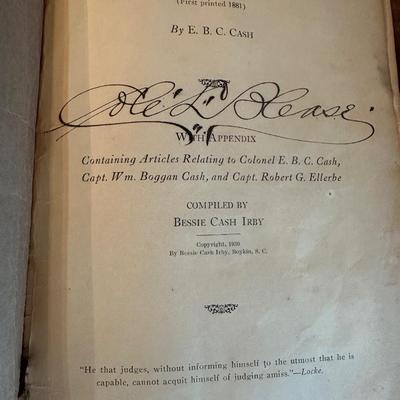 (First printed 1881)
By E. B. C. Cash
Cole. L. Blease.
With Appendix
Containing Articles Relating to Colonel E. B. C. Cash,
Capt. Wm. Boggan Cash, and Capt. Robert G. Ellerbe
COMPILED BY
Bessie Cash Irby
Copyright, 1930
By Bessie Cash Irby, Boykin, S. C.
"He that judges, without informing himself to the utmost that he is
capable, cannot acquit himself of judging amiss."—Locke.